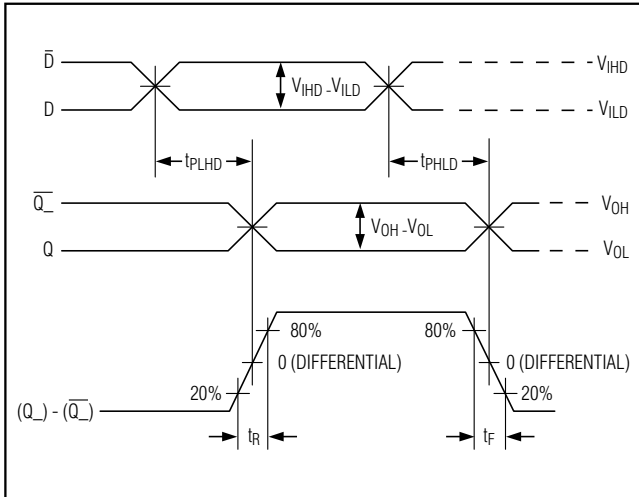 D̅ V_IHD
V_IHD - V_ILD
D V_ILD
t_PLHD t_PHLD
Q̅_̅ V_OH
V_OH - V_OL
Q V_OL
80% 80%
0 (DIFFERENTIAL) 0 (DIFFERENTIAL)
20% 20%
(Q_) - (Q̅_̅)
t_R t_F